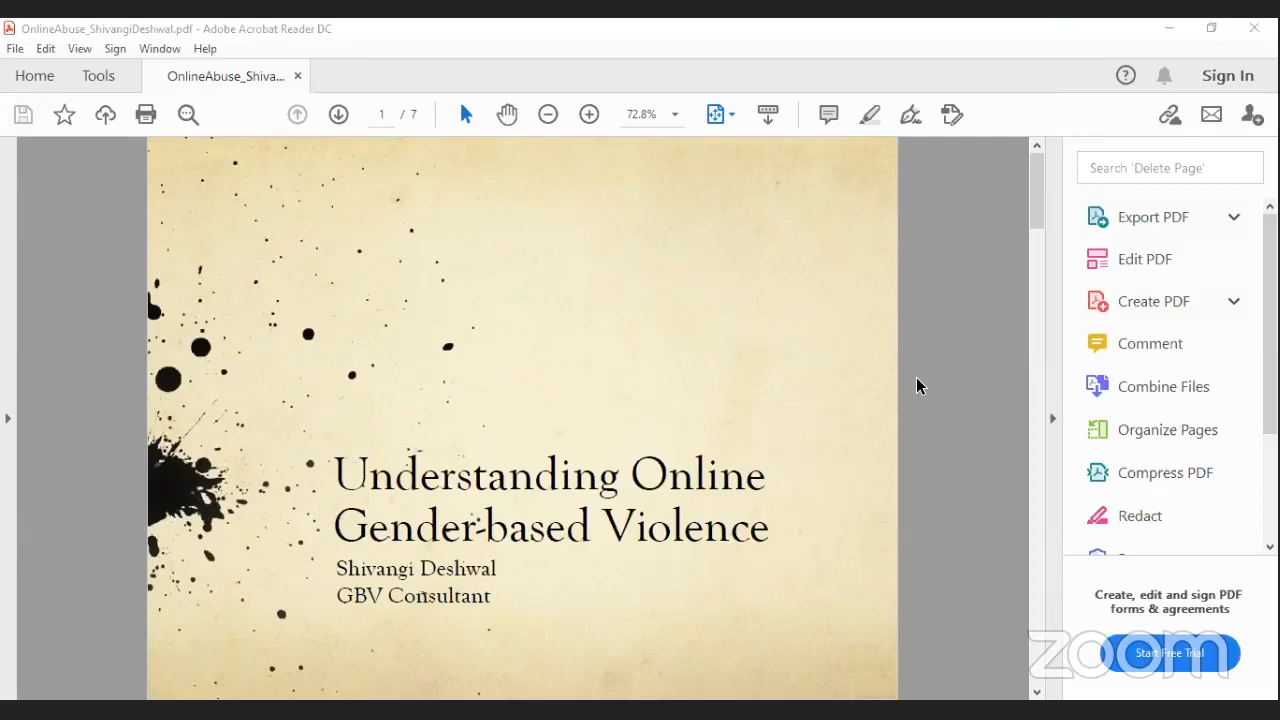 OnlineAbuse_ShivangiDeshwal.pdf - Adobe Acrobat Reader DC
File Edit View Sign Window Help
Home Tools OnlineAbuse_Shiva... × Sign In
1 / 7 72.8%
Search 'Delete Page'
Export PDF
Edit PDF
Create PDF
Comment
Combine Files
Organize Pages
Compress PDF
Redact
Understanding Online
Gender-based Violence
Shivangi Deshwal
GBV Consultant
Create, edit and sign PDF
forms & agreements
Start Free Trial
zoom